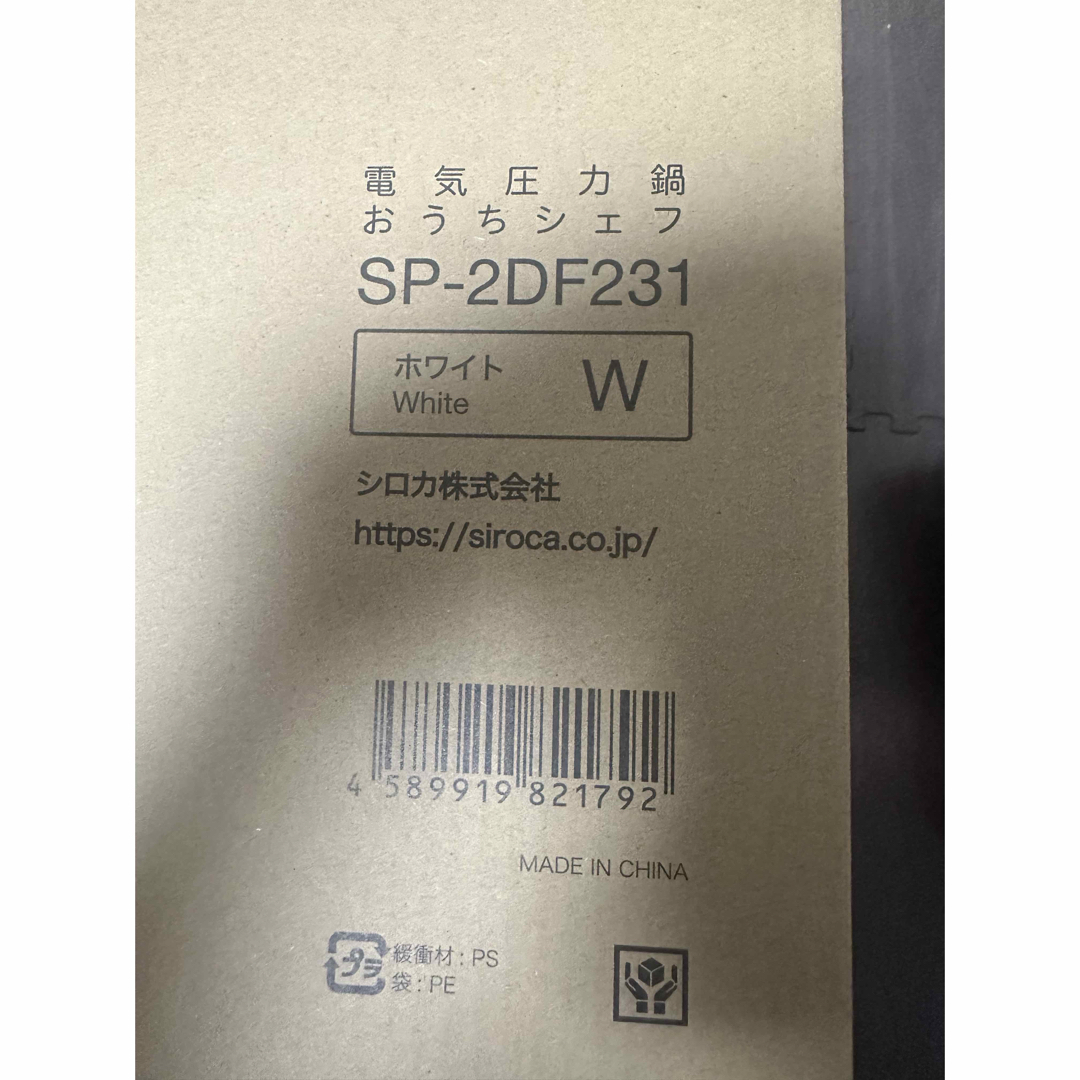 電気圧力鍋
おうちシェフ
SP-2DF231
ホワイト W
White
シロカ株式会社
https://siroca.co.jp/
4 589919 821792
MADE IN CHINA
プラ
緩衝材 : PS
袋 : PE